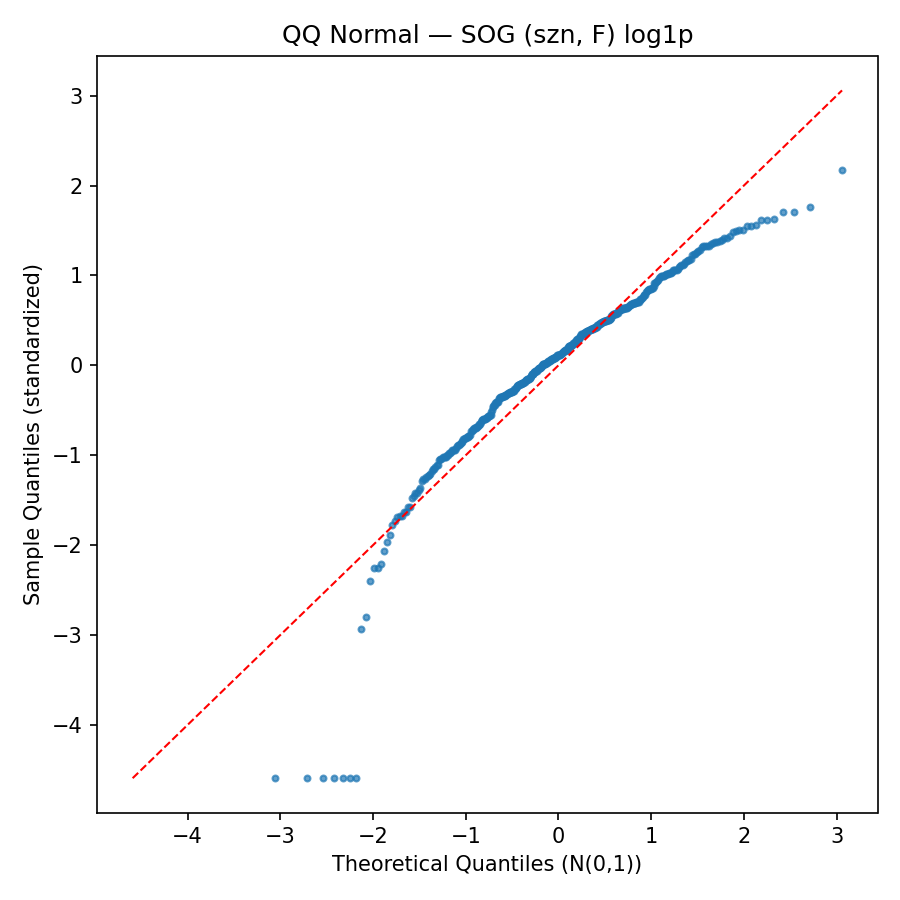 QQ Normal — SOG (szn, F) log1p
3
2
1
0
−1
−2
−3
−4
Sample Quantiles (standardized)
−4 −3 −2 −1 0 1 2 3
Theoretical Quantiles (N(0,1))